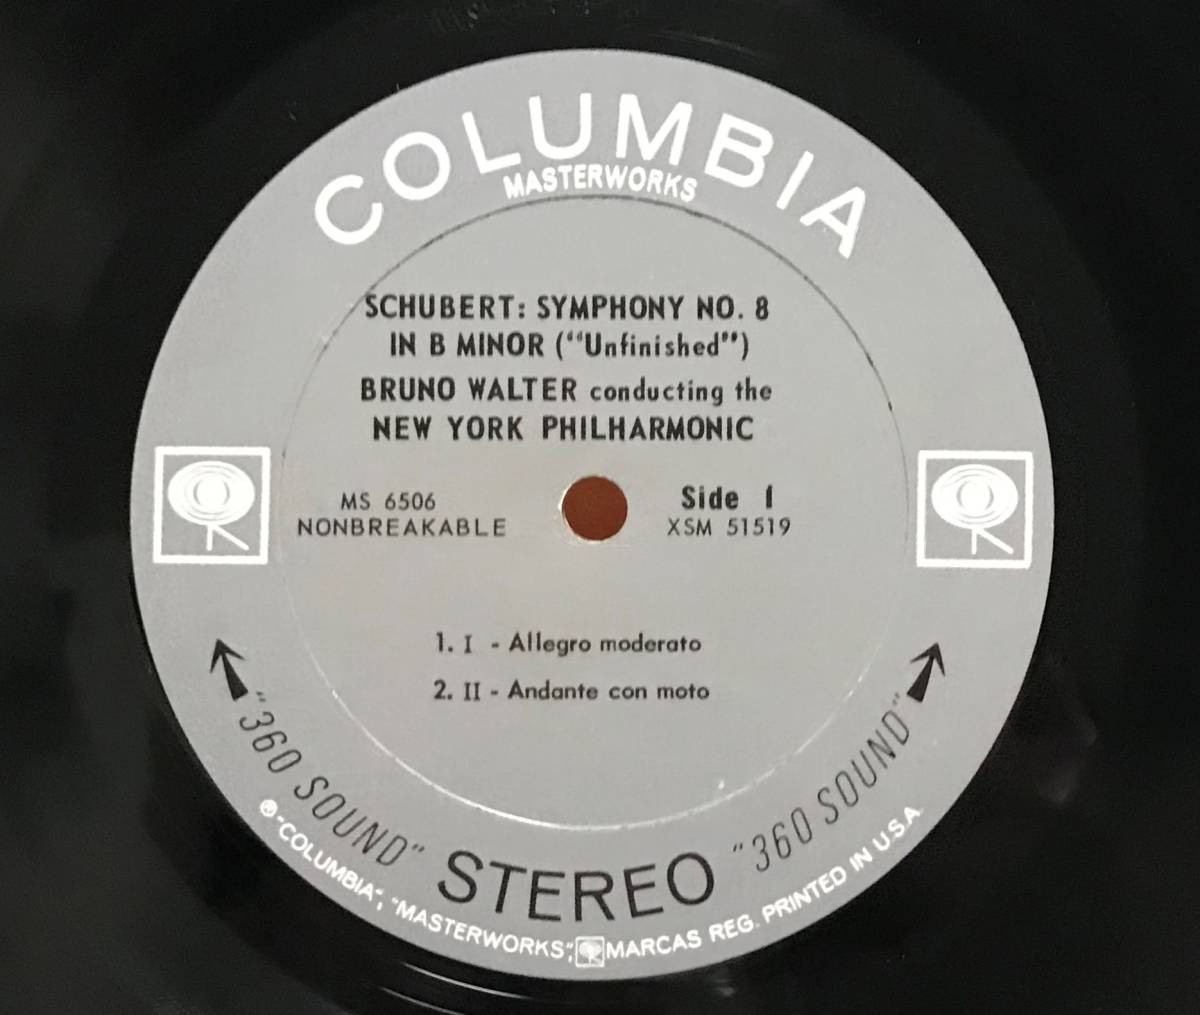 COLUMBIA
MASTERWORKS
SCHUBERT: SYMPHONY NO. 8
IN B MINOR ("Unfinished")
BRUNO WALTER conducting the
NEW YORK PHILHARMONIC
MS 6506
NONBREAKABLE
Side 1
XSM 51519
1. I - Allegro moderato
2. II - Andante con moto
"360 SOUND" STEREO "360 SOUND"
® "COLUMBIA", "MASTERWORKS", MARCAS REG. PRINTED IN U.S.A.